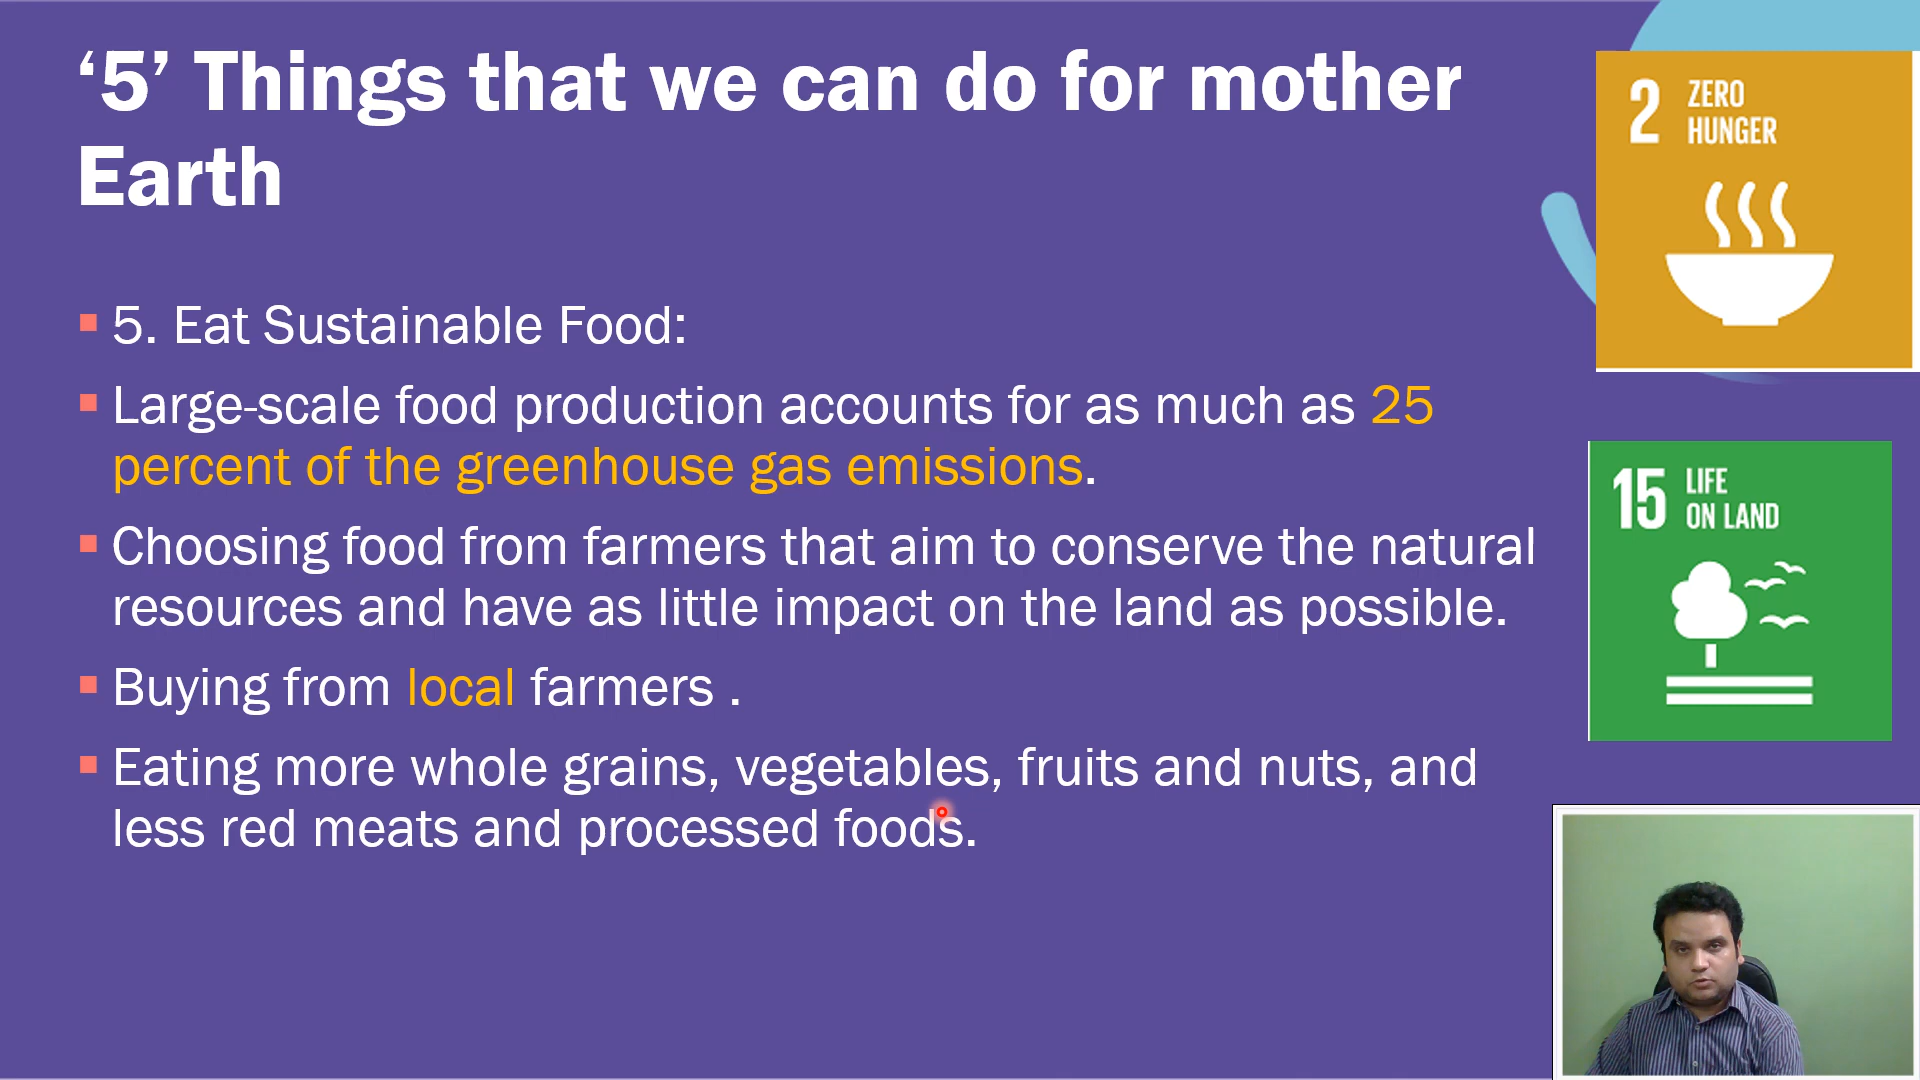 ‘5’ Things that we can do for mother
Earth
5. Eat Sustainable Food:
Large-scale food production accounts for as much as 25
percent of the greenhouse gas emissions.
Choosing food from farmers that aim to conserve the natural
resources and have as little impact on the land as possible.
Buying from local farmers .
Eating more whole grains, vegetables, fruits and nuts, and
less red meats and processed foods.
2 ZERO
HUNGER
15 LIFE
ON LAND